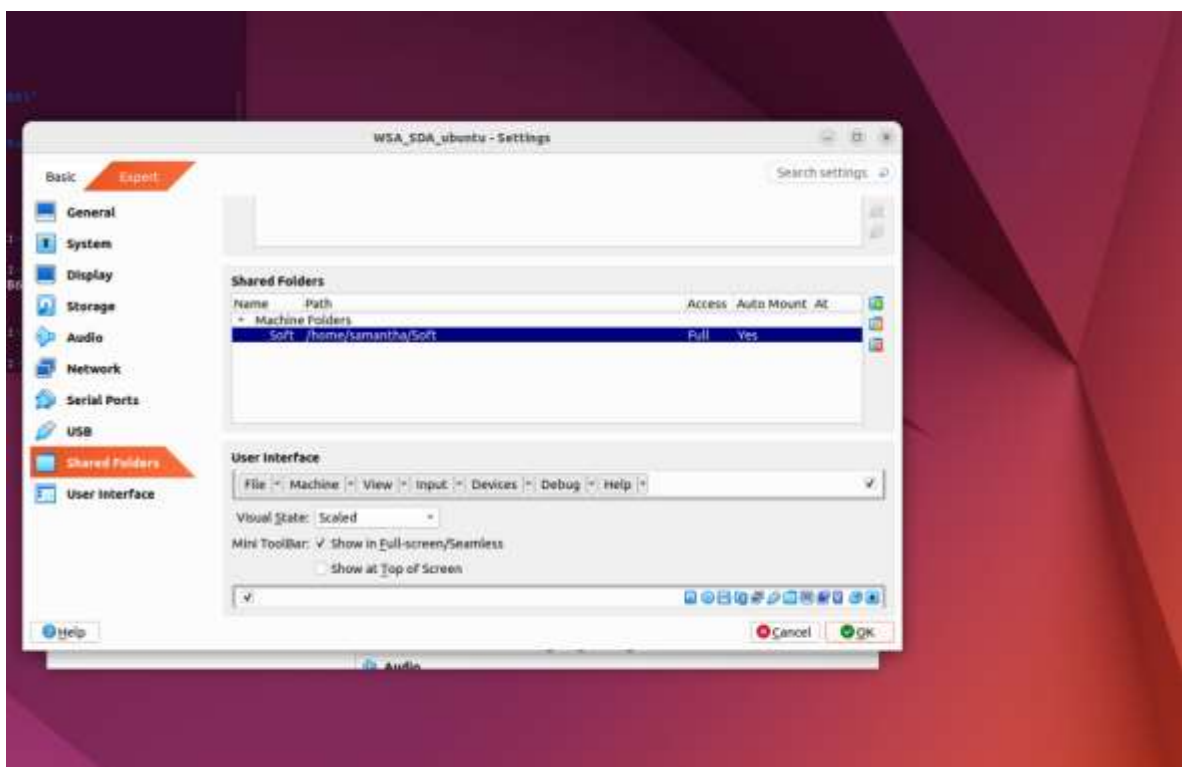 WSA_SDA_ubuntu - Settings
Basic Expert
Search settings
General
System
Display
Storage
Audio
Network
Serial Ports
USB
Shared Folders
User Interface
Shared Folders
Name Path Access Auto Mount At
Machine Folders
Soft /home/samantha/Soft Full Yes
User Interface
File Machine View Input Devices Debug Help
Visual State: Scaled
Mini ToolBar: Show in Full-screen/Seamless
Show at Top of Screen
Help Cancel OK
Audio